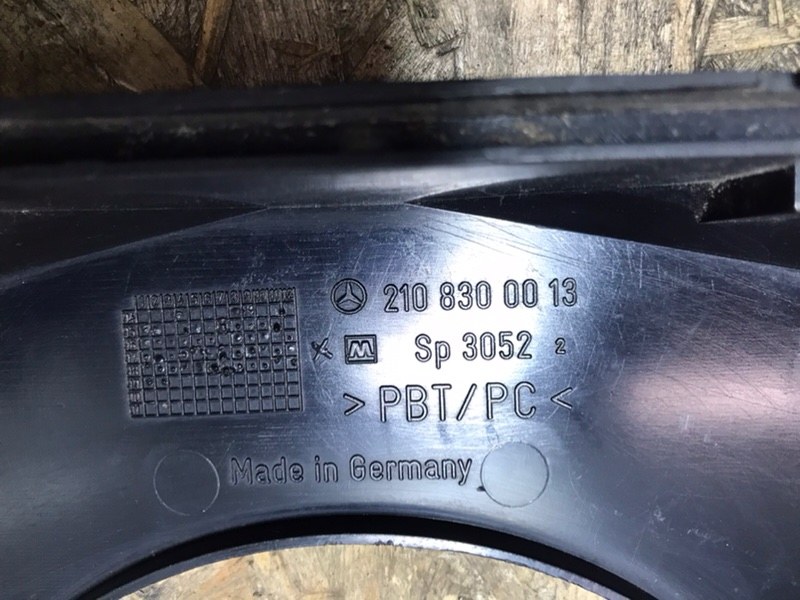 210 830 00 13
Sp 3052 2
>PBT/PC<
Made in Germany